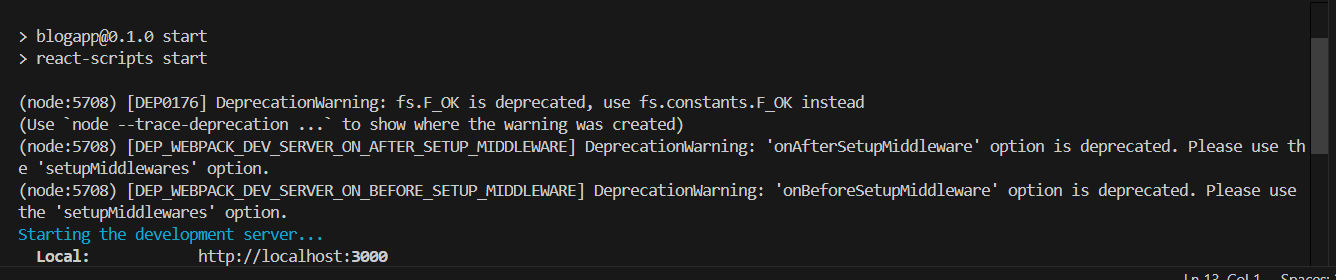 > blogapp@0.1.0 start
> react-scripts start
(node:5708) [DEP0176] DeprecationWarning: fs.F_OK is deprecated, use fs.constants.F_OK instead
(Use `node --trace-deprecation ...` to show where the warning was created)
(node:5708) [DEP_WEBPACK_DEV_SERVER_ON_AFTER_SETUP_MIDDLEWARE] DeprecationWarning: 'onAfterSetupMiddleware' option is deprecated. Please use th
e 'setupMiddlewares' option.
(node:5708) [DEP_WEBPACK_DEV_SERVER_ON_BEFORE_SETUP_MIDDLEWARE] DeprecationWarning: 'onBeforeSetupMiddleware' option is deprecated. Please use
the 'setupMiddlewares' option.
Starting the development server...
Local: http://localhost:3000
Ln 13, Col 1 Spaces: